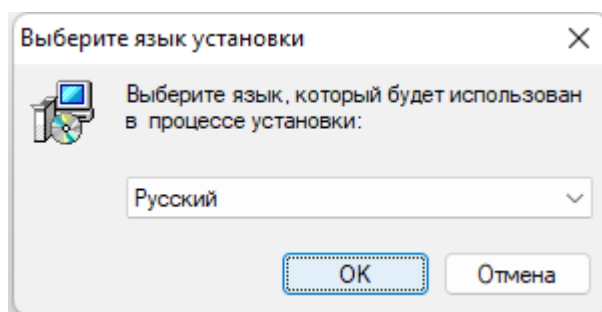 Выберите язык установки
Выберите язык, который будет использован
в процессе установки:
Русский
OK
Отмена